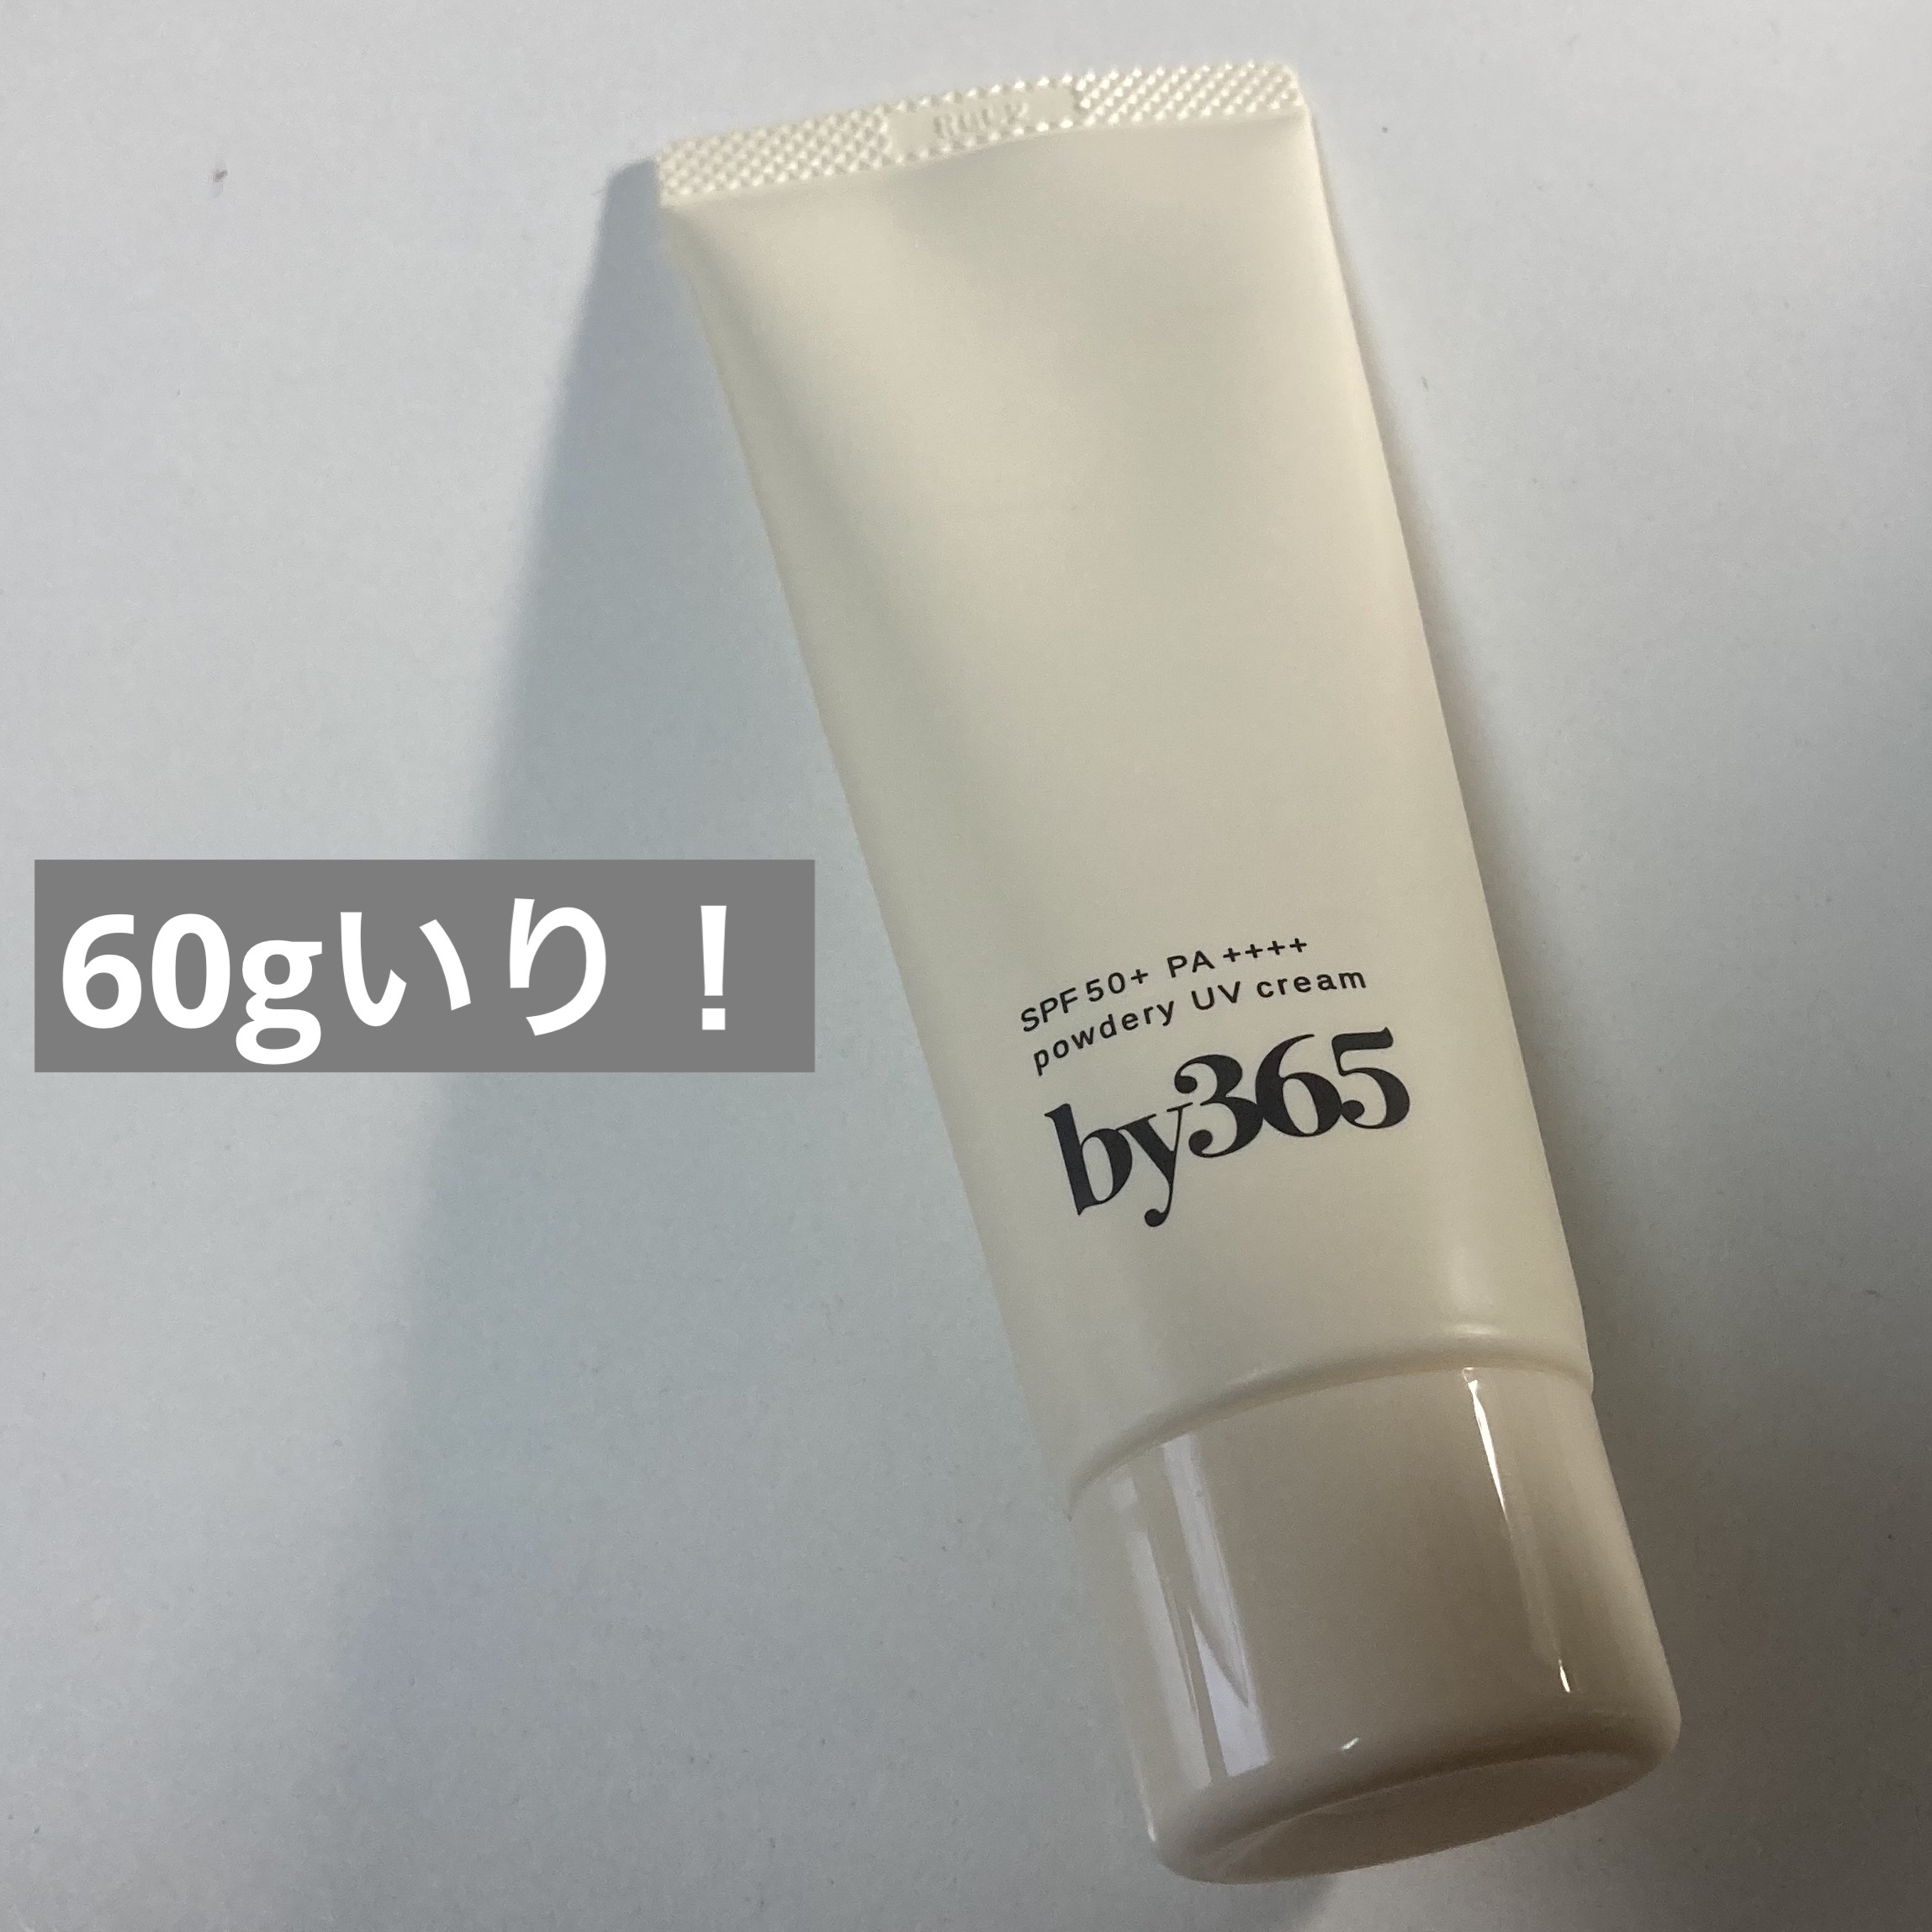 60gいり！
SPF50+ PA++++
powdery UV cream
by365